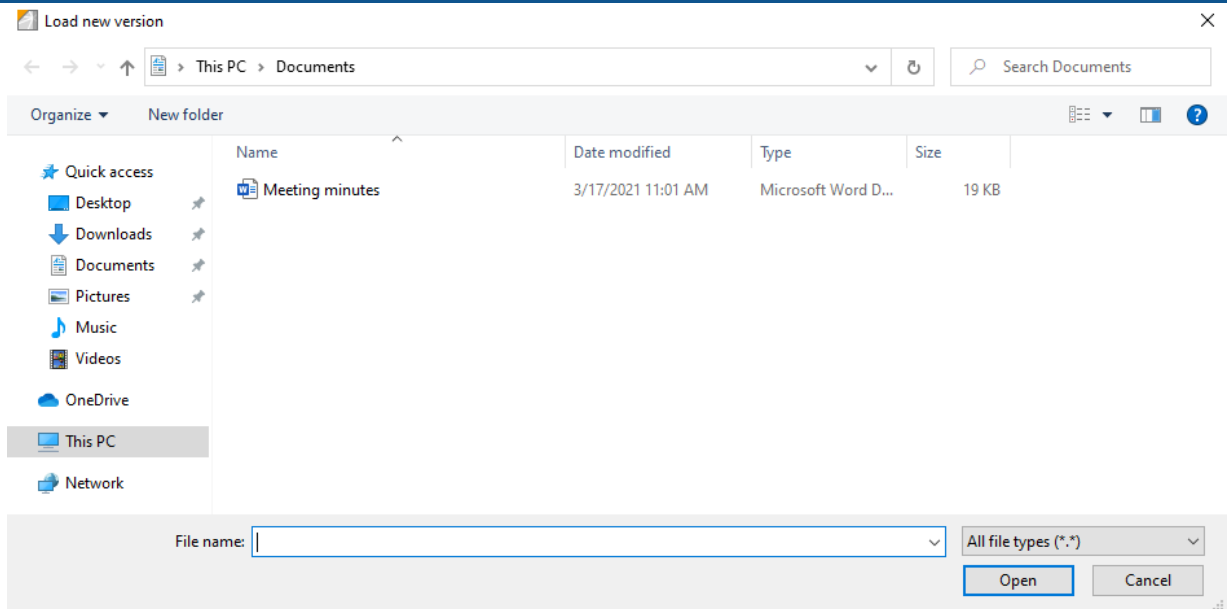 Load new version
This PC > Documents
Search Documents
Organize
New folder
Name Date modified Type Size
Quick access
Desktop
Downloads
Documents
Pictures
Music
Videos
OneDrive
This PC
Network
Meeting minutes 3/17/2021 11:01 AM Microsoft Word D... 19 KB
File name:
All file types (*.*)
Open Cancel